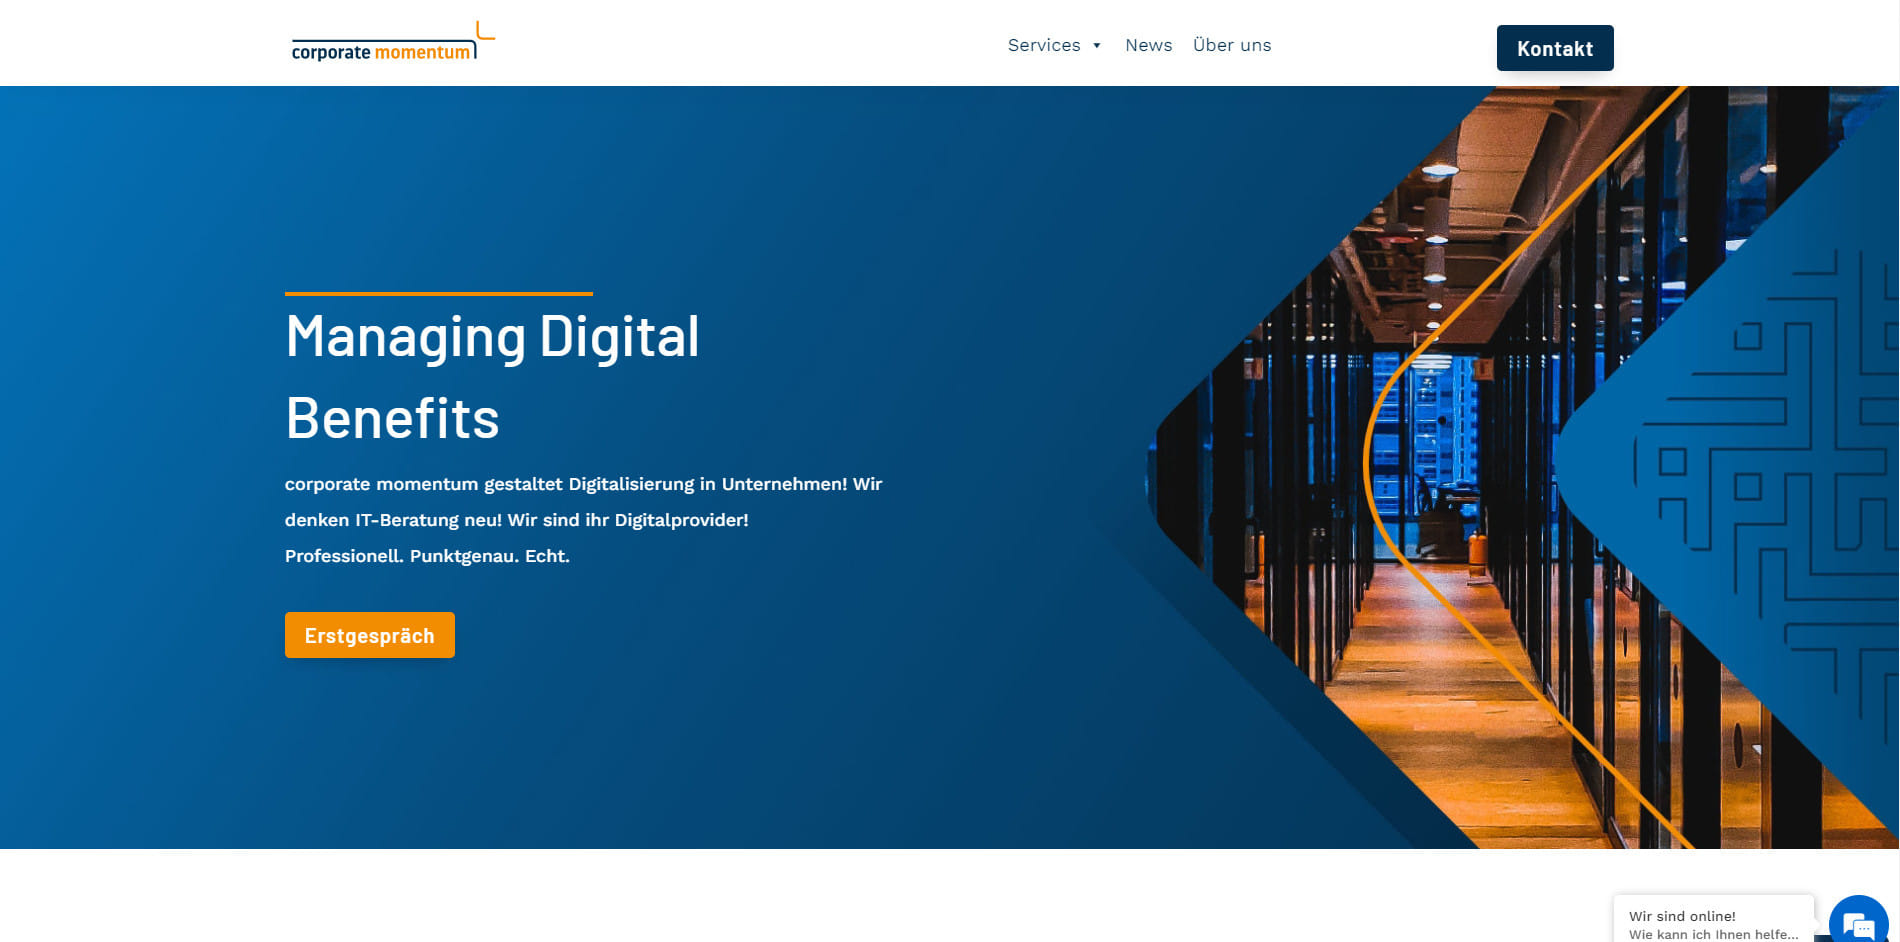 corporate momentum
Services
News
Über uns
Kontakt
Managing Digital
Benefits
corporate momentum gestaltet Digitalisierung in Unternehmen! Wir
denken IT-Beratung neu! Wir sind ihr Digitalprovider!
Professionell. Punktgenau. Echt.
Erstgespräch
Wir sind online!
Wie kann ich Ihnen helfe...